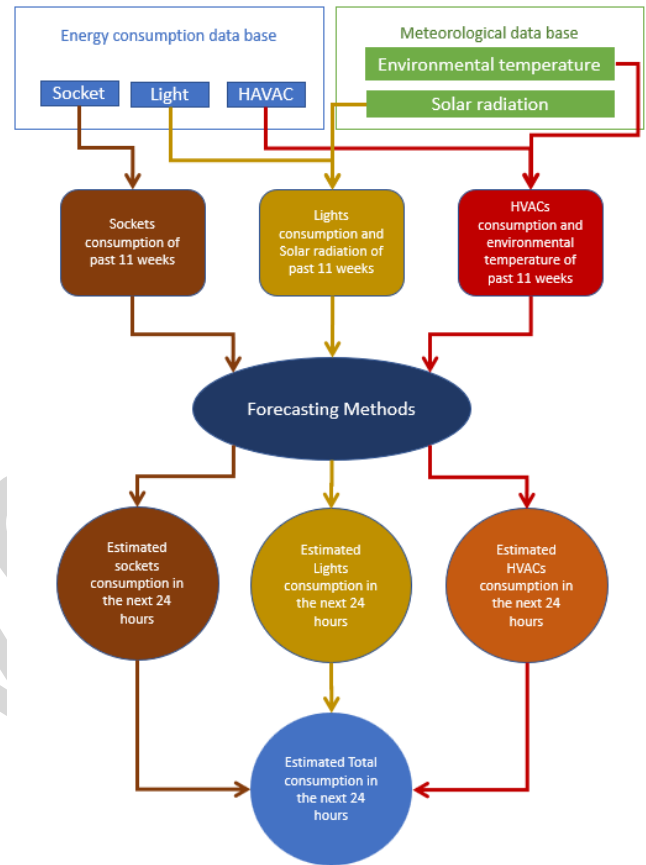 Energy consumption data base
Meteorological data base
Environmental temperature
Socket
Light
HAVAC
Solar radiation
Sockets
consumption of
past 11 weeks
Lights
consumption and
Solar radiation of
past 11 weeks
HVACs
consumption and
environmental
temperature of
past 11 weeks
Forecasting Methods
Estimated
sockets
consumption in
the next 24
hours
Estimated
Lights
consumption in
the next 24
hours
Estimated
HVACs
consumption in
the next 24
hours
Estimated Total
consumption in
the next 24
hours